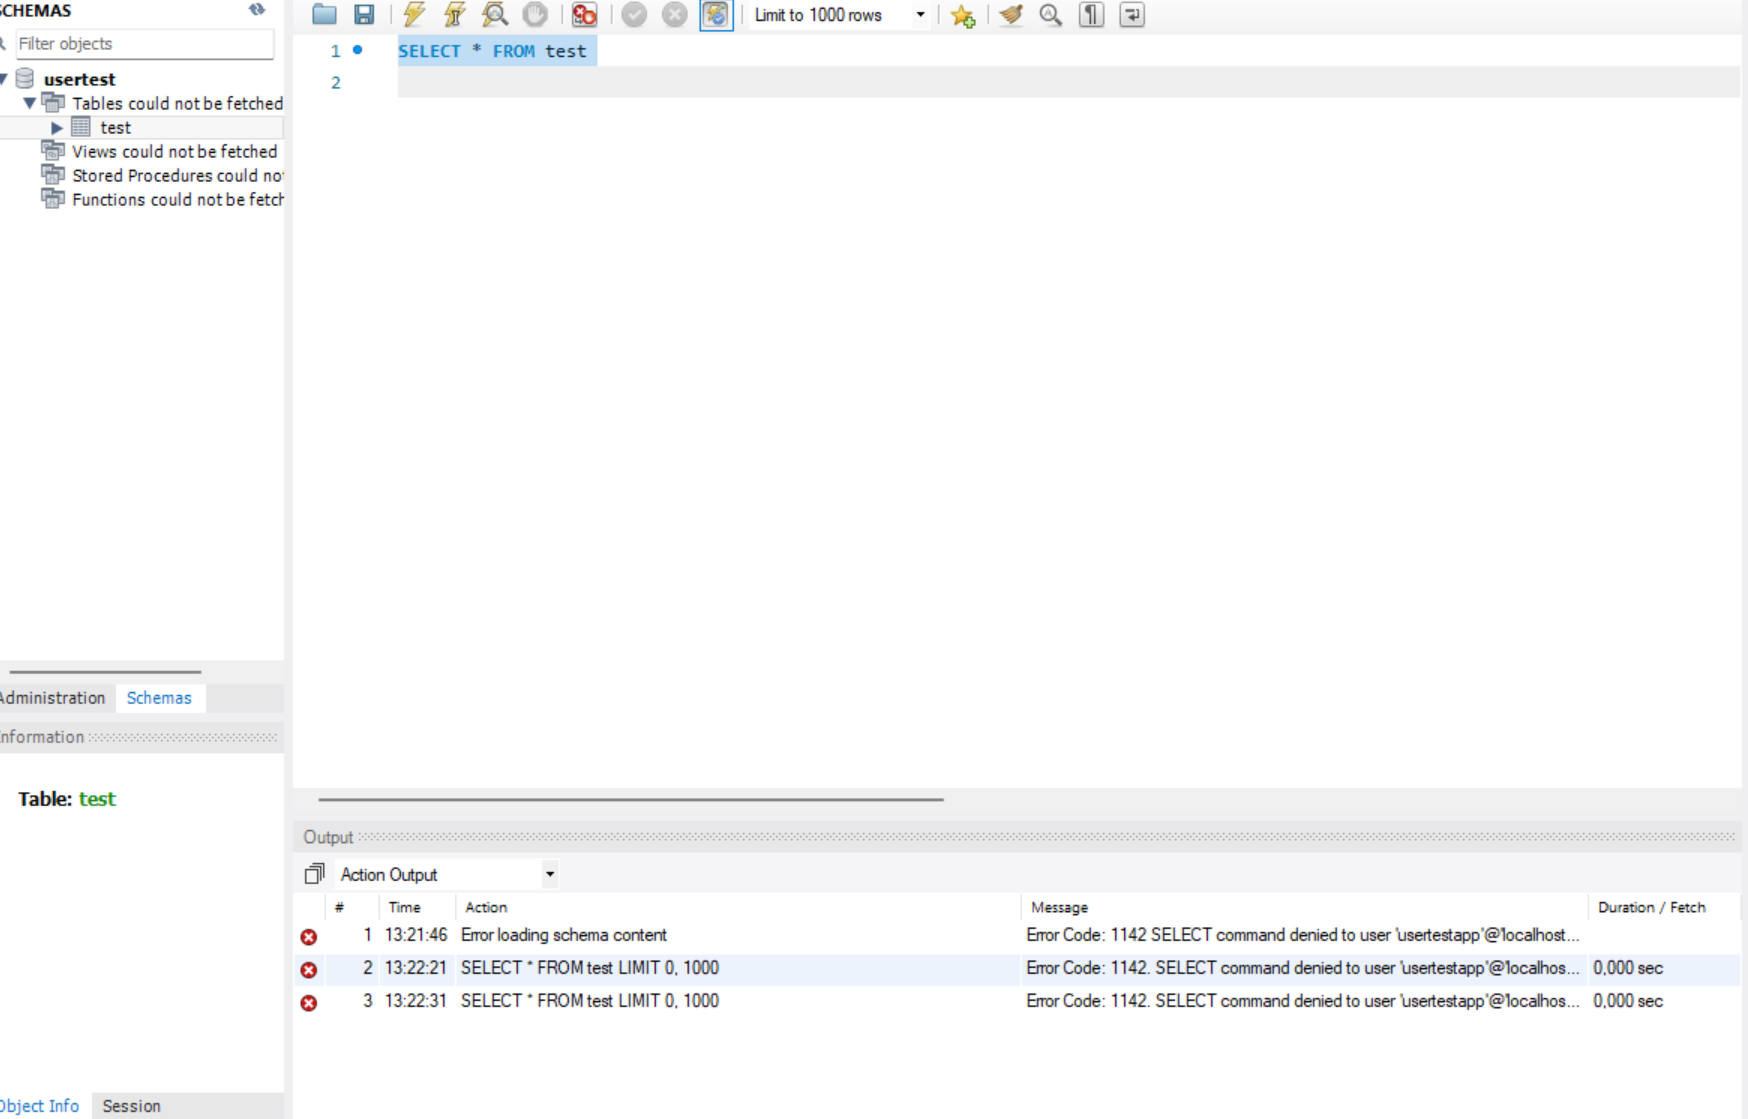 SCHEMAS
Filter objects
usertest
Tables could not be fetched
test
Views could not be fetched
Stored Procedures could not
Functions could not be fetch
Administration Schemas
Information
Table: test
Object Info Session
Limit to 1000 rows
1 SELECT * FROM test
2
Output
Action Output
# Time Action Message Duration / Fetch
1 13:21:46 Error loading schema content Error Code: 1142 SELECT command denied to user 'usertestapp'@'localhost...
2 13:22:21 SELECT * FROM test LIMIT 0, 1000 Error Code: 1142. SELECT command denied to user 'usertestapp'@'localhos... 0,000 sec
3 13:22:31 SELECT * FROM test LIMIT 0, 1000 Error Code: 1142. SELECT command denied to user 'usertestapp'@'localhos... 0,000 sec